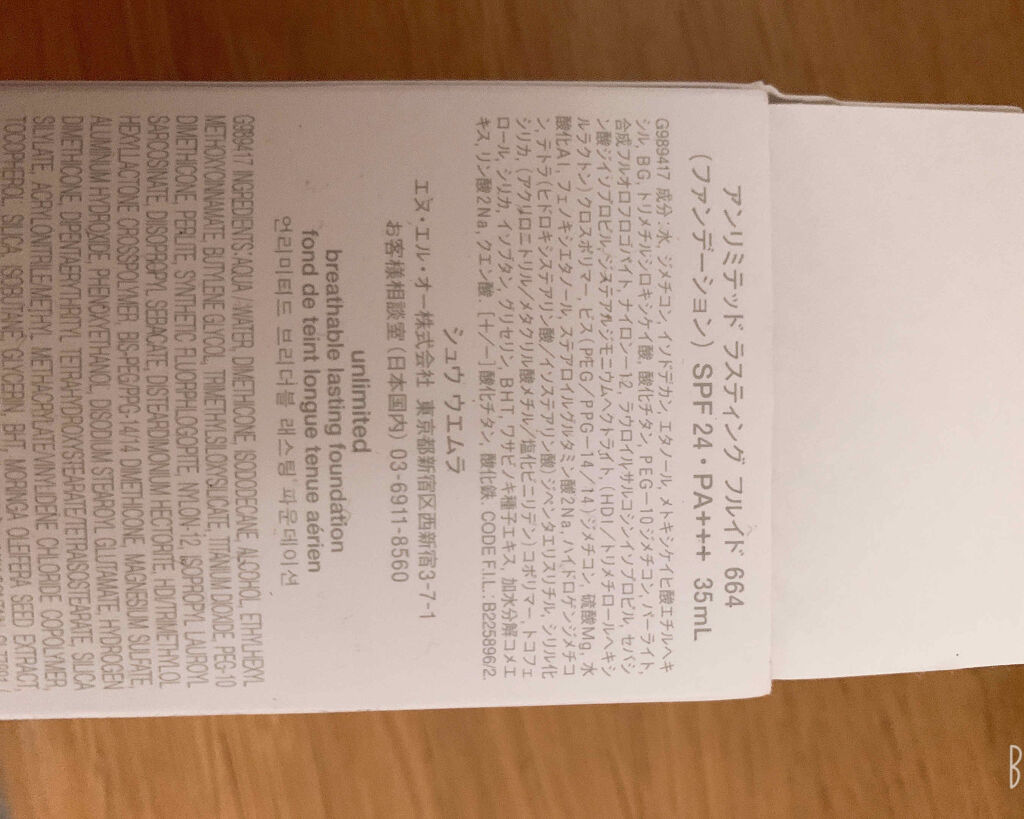 アンリミテッド ラスティング フルイド 664
(ファンデーション) SPF24・PA+++ 35mL
G989417 成分:水、ジメチコン、イソドデカン、エタノール、メトキシケイヒ酸エチルヘキ
シル、BG、トリメチルシロキシケイ酸、酸化チタン、PEG-10ジメチコン、パーライト、
合成フルオロフロゴパイト、ナイロン-12、ラウロイルサルコシンイソプロピル、セバシ
ン酸ジイソプロピル、ジステアルジモニウムヘクトライト、(HDI/トリメチロールヘキシ
ルラクトン)クロスポリマー、ビス(PEG/PPG-14/14)ジメチコン、硫酸Mg、水
酸化Al、フェノキシエタノール、ステアロイルグルタミン酸2Na、ハイドロゲンジメチコ
ン、テトラ(ヒドロキシステアリン酸/イソステアリン酸)ジペンタエリスリチル、シリル化
シリカ、(アクリロニトリル/メタクリル酸メチル/塩化ビニリデン)コポリマー、トコフェ
ロール、シリカ、イソブタン、グリセリン、BHT、ワサビノキ種子エキス、加水分解コメエ
キス、リン酸2Na、クエン酸、[+/-]酸化チタン、酸化鉄 CODE F.I.L.:B225896/2.
シュウ ウエムラ
エヌ・エル・オー株式会社 東京都新宿区西新宿3-7-1
お客様相談室(日本国内) 03-6911-8560
unlimited
breathable lasting foundation
fond de teint longue tenue aérien
언리미티드 브리더블 래스팅 파운데이션
G989417 INGREDIENTS: AQUA / WATER, DIMETHICONE, ISODODECANE, ALCOHOL, ETHYLHEXYL
METHOXYCINNAMATE, BUTYLENE GLYCOL, TRIMETHYLSILOXYSILICATE, TITANIUM DIOXIDE, PEG-10
DIMETHICONE, PERLITE, SYNTHETIC FLUORPHLOGOPITE, NYLON-12, ISOPROPYL LAUROYL
SARCOSINATE, DIISOPROPYL SEBACATE, DISTEARDIMONIUM HECTORITE, HDI/TRIMETHYLOL
HEXYLLACTONE CROSSPOLYMER, BIS-PEG/PPG-14/14 DIMETHICONE, MAGNESIUM SULFATE,
ALUMINUM HYDROXIDE, PHENOXYETHANOL, DISODIUM STEAROYL GLUTAMATE, HYDROGEN
DIMETHICONE, DIPENTAERYTHRITYL TETRAHYDROXYSTEARATE/TETRAISOSTEARATE, SILICA
SILYLATE, ACRYLONITRILE/METHYL METHACRYLATE/VINYLIDENE CHLORIDE COPOLYMER,
TOCOPHEROL, SILICA, ISOBUTANE, GLYCERIN, BHT, MORINGA OLEIFERA SEED EXTRACT,
B